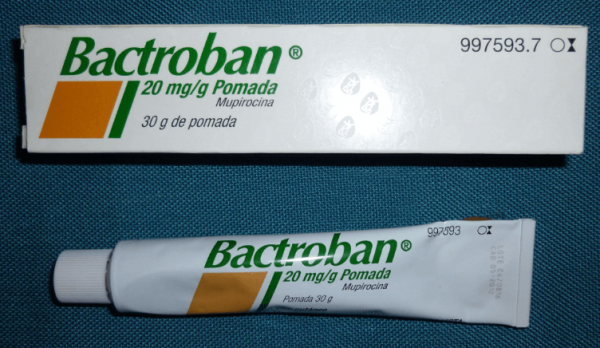 Bactroban®
997593.7
20 mg/g Pomada
Mupirocina
30 g de pomada
Bactroban®
997593
20 mg/g Pomada
Mupirocina
Pomada 30 g